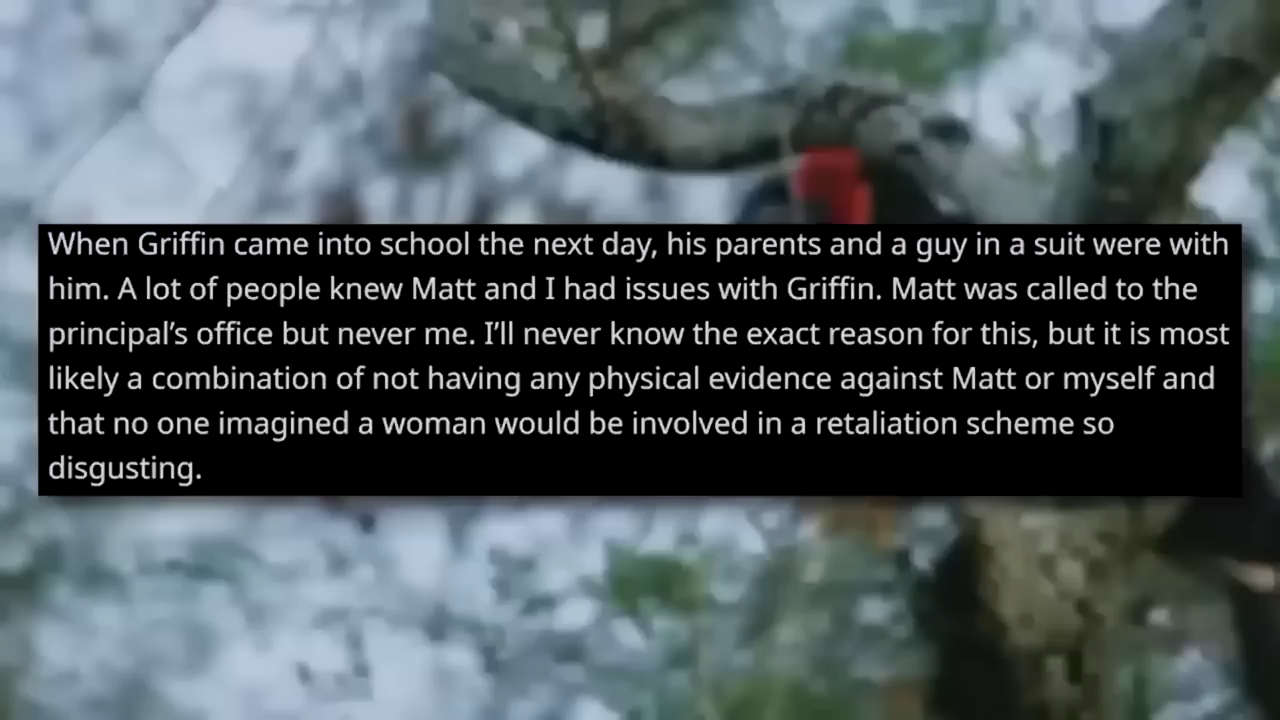 When Griffin came into school the next day, his parents and a guy in a suit were with
him. A lot of people knew Matt and I had issues with Griffin. Matt was called to the
principal’s office but never me. I’ll never know the exact reason for this, but it is most
likely a combination of not having any physical evidence against Matt or myself and
that no one imagined a woman would be involved in a retaliation scheme so
disgusting.